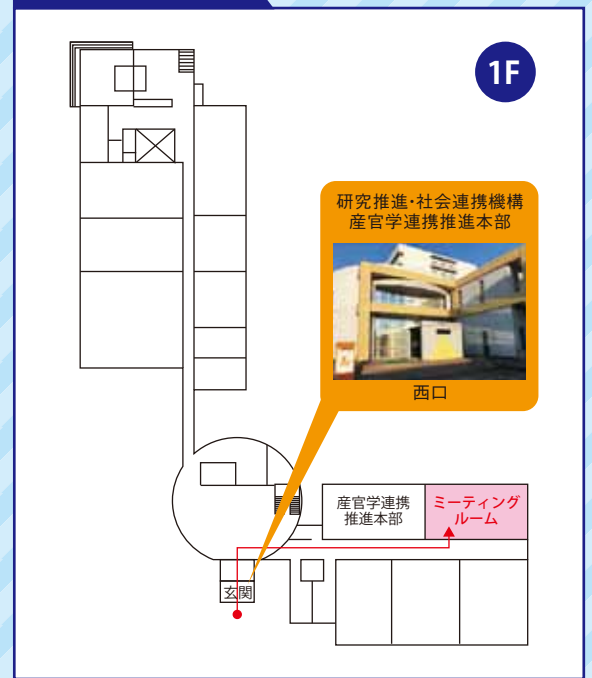 1F
研究推進・社会連携機構
産官学連携推進本部
西口
産官学連携
推進本部
ミーティング
ルーム
玄関